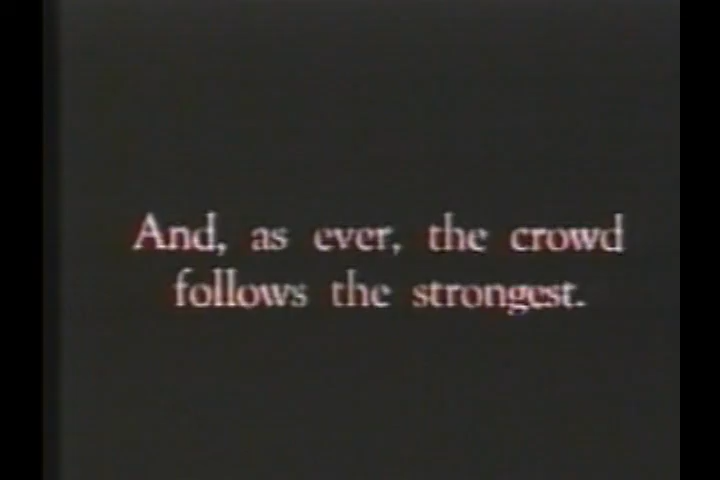 And, as ever, the crowd
follows the strongest.